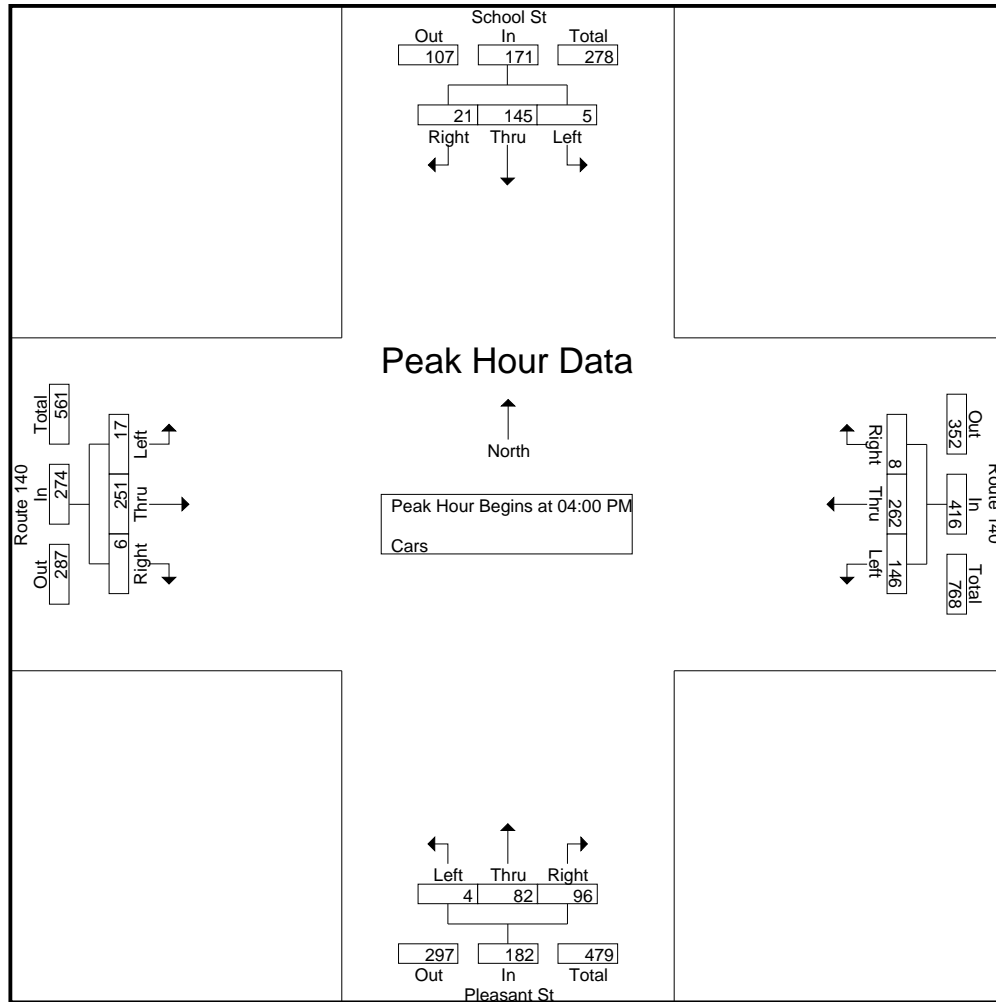 School St
Out In Total
107 171 278
21 145 5
Right Thru Left
Peak Hour Data
North
Peak Hour Begins at 04:00 PM
Cars
Route 140
Total In Out
561 274 287
17 251 6
Left Thru Right
Right Thru Left
8 262 146
Out In Total
352 416 768
Route 140
Left Thru Right
4 82 96
297 182 479
Out In Total
Pleasant St